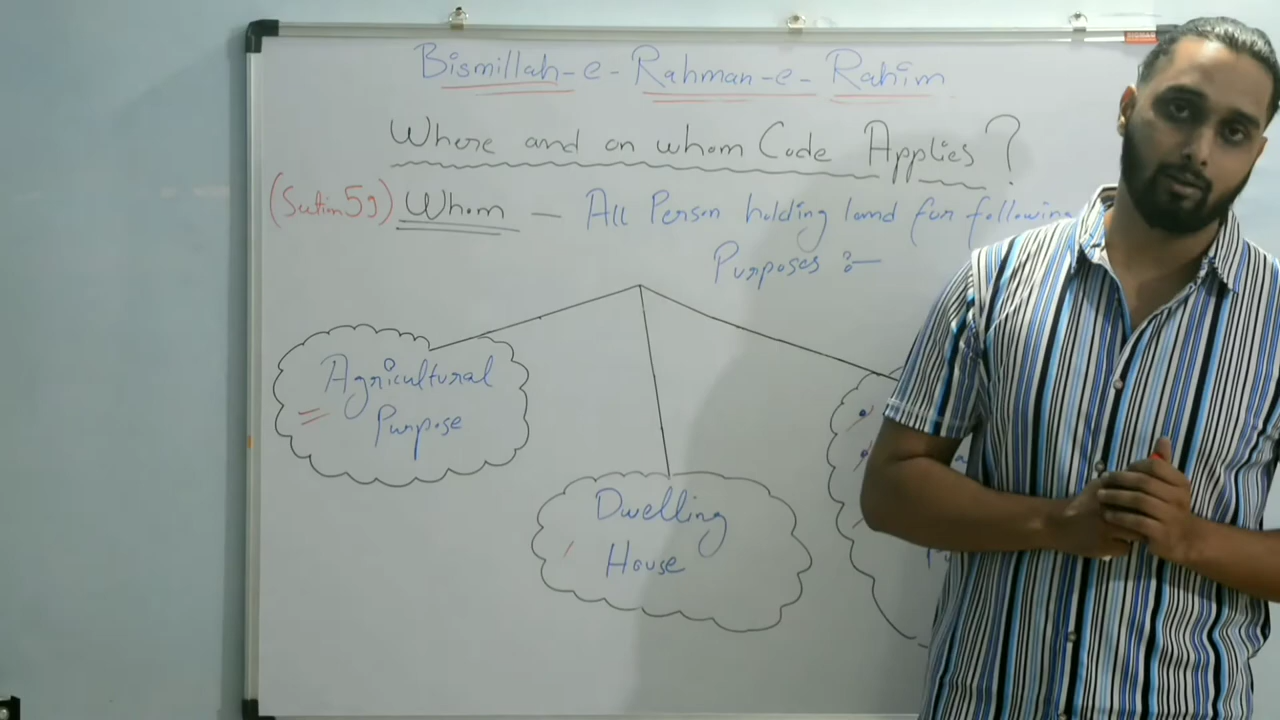 Bismillah-e-Rahman-e-Rahim
Where and on whom Code Applies?
(Section 59) Whom — All Person holding land for following
Purposes :-
Agricultural
Purpose
Dwelling
House